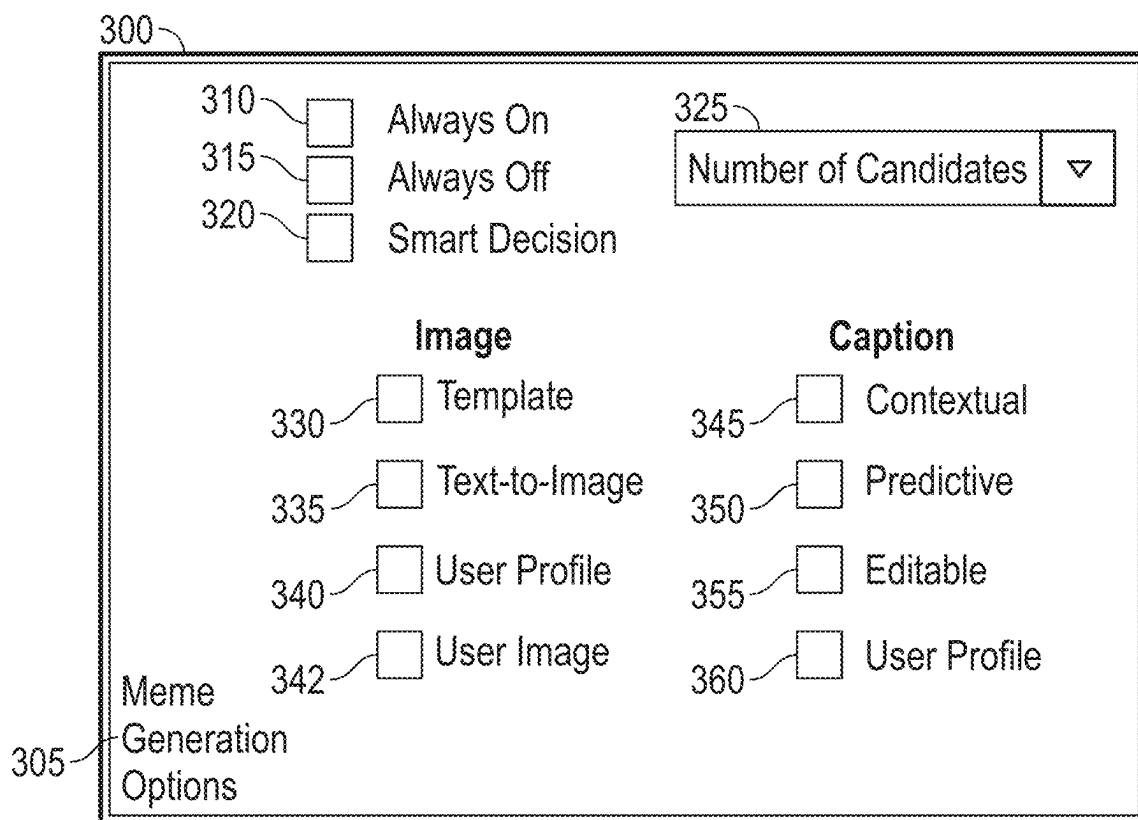 300
310 Always On
325
315 Always Off
Number of Candidates
320 Smart Decision
Image
Caption
330 Template
345 Contextual
335 Text-to-Image
350 Predictive
340 User Profile
355 Editable
342 User Image
360 User Profile
305
Meme
Generation
Options